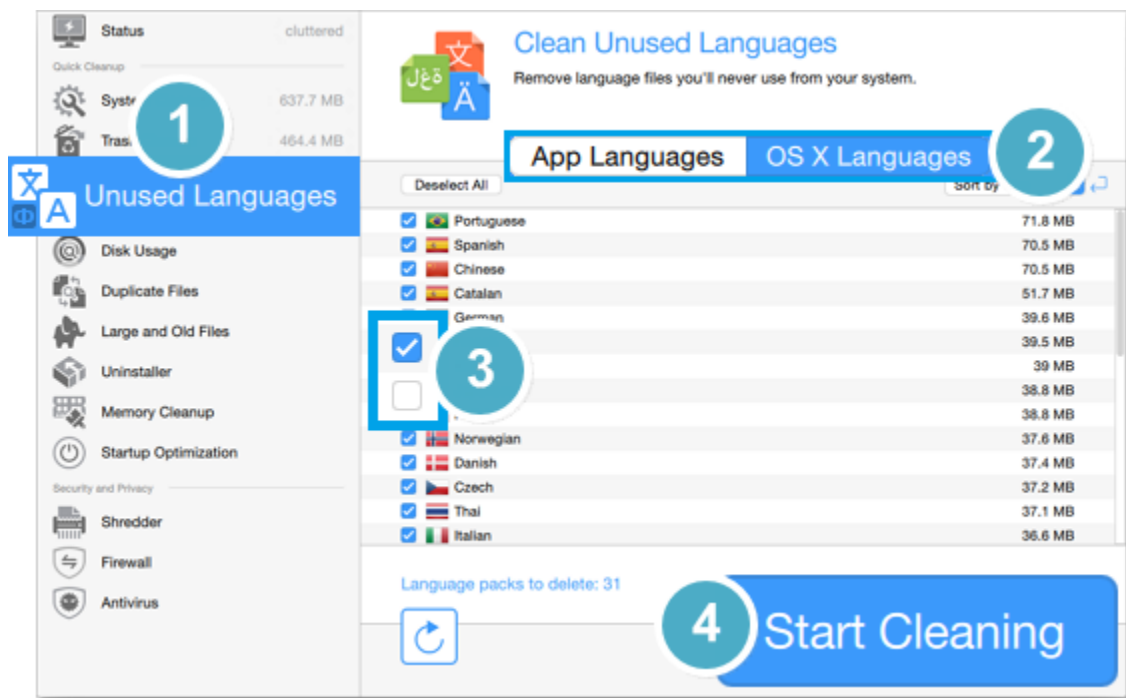 Status cluttered
Quick Cleanup
637.7 MB
464.4 MB
Unused Languages
Disk Usage
Duplicate Files
Large and Old Files
Uninstaller
Memory Cleanup
Startup Optimization
Security and Privacy
Shredder
Firewall
Antivirus
1
文
ةغل
Ä
Clean Unused Languages
Remove language files you'll never use from your system.
App Languages OS X Languages
2
Deselect All Sort by
Portuguese 71.8 MB
Spanish 70.5 MB
Chinese 70.5 MB
Catalan 51.7 MB
German 39.6 MB
39.5 MB
39 MB
38.8 MB
38.8 MB
3
Norwegian 37.6 MB
Danish 37.4 MB
Czech 37.2 MB
Thai 37.1 MB
Italian 36.6 MB
Language packs to delete: 31
4
Start Cleaning